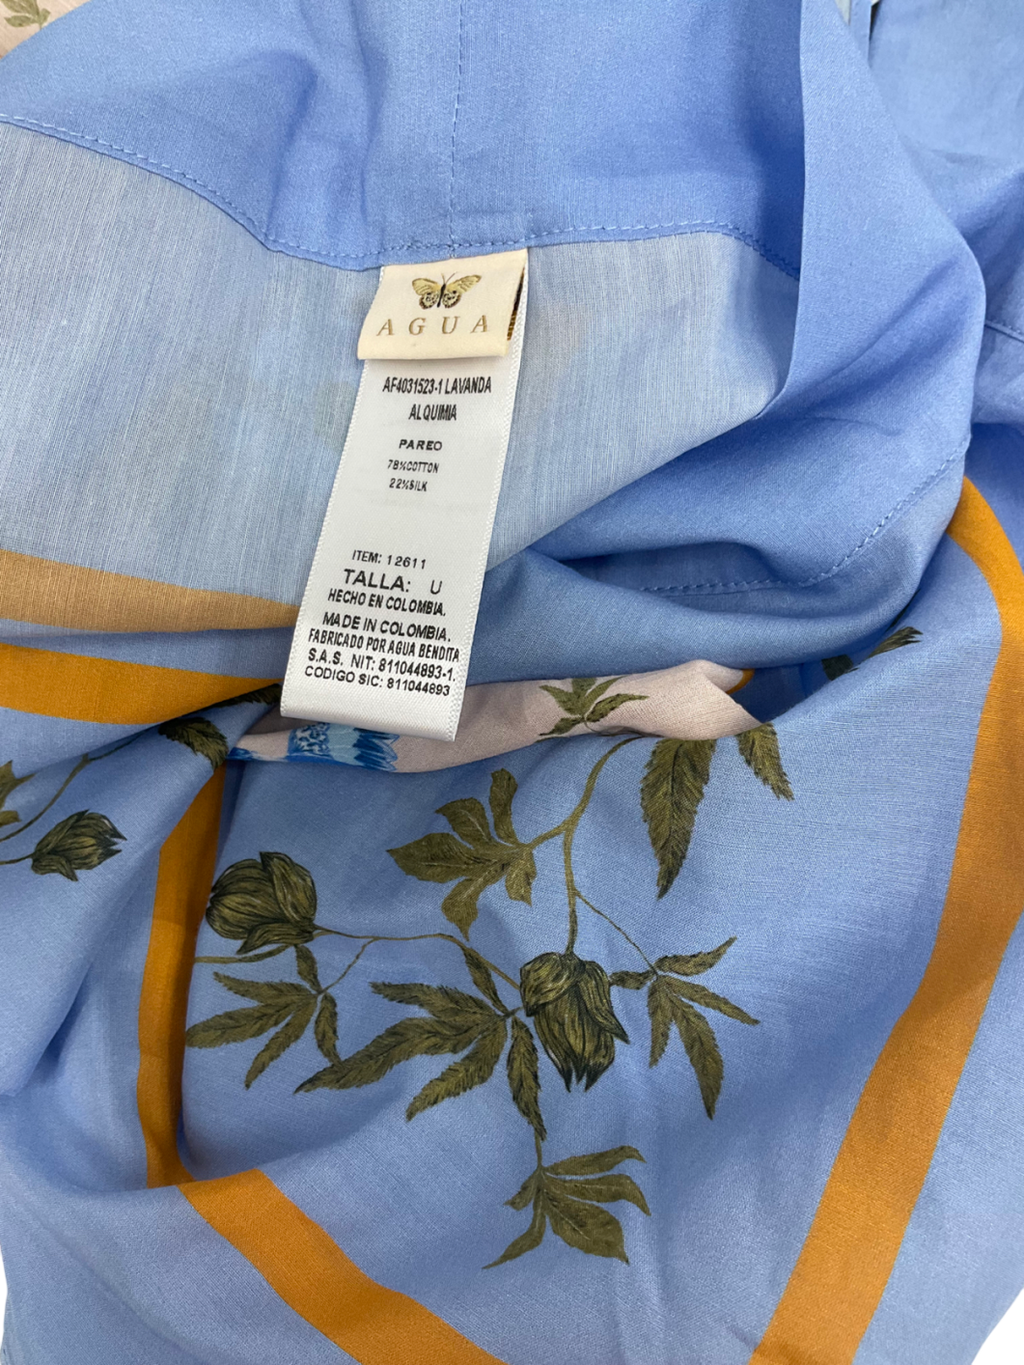 AGUA
AF4031523-1 LAVANDA
ALQUIMIA
PAREO
78%COTTON
22%SILK
ITEM: 12611
TALLA: U
HECHO EN COLOMBIA.
MADE IN COLOMBIA.
FABRICADO POR AGUA BENDITA
S.A.S. NIT: 811044893-1.
CODIGO SIC: 811044893